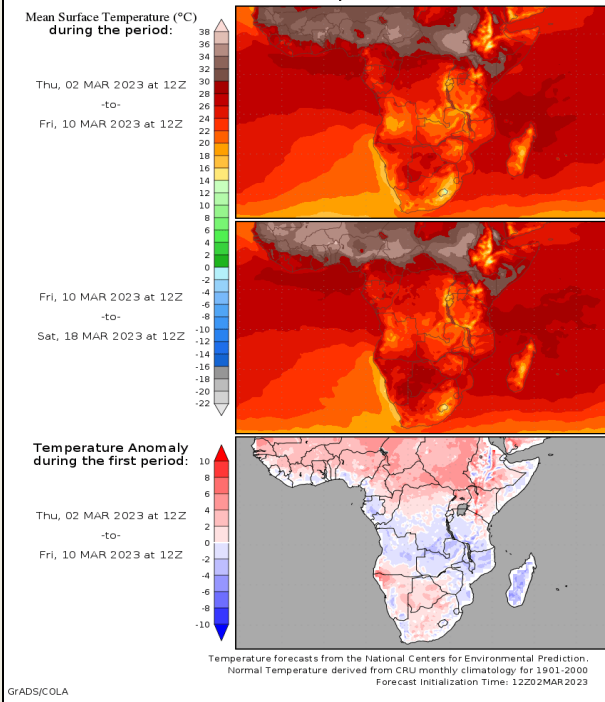 Mean Surface Temperature (°C)
during the period:
38
36
34
32
30
28
26
24
22
20
18
16
14
12
10
8
6
4
2
0
-2
-4
-6
-8
-10
-12
-14
-16
-18
-20
-22
Thu, 02 MAR 2023 at 12Z
-to-
Fri, 10 MAR 2023 at 12Z
Fri, 10 MAR 2023 at 12Z
-to-
Sat, 18 MAR 2023 at 12Z
Temperature Anomaly
during the first period:
10
8
6
4
2
0
-2
-4
-6
-8
-10
Thu, 02 MAR 2023 at 12Z
-to-
Fri, 10 MAR 2023 at 12Z
Temperature forecasts from the National Centers for Environmental Prediction.
Normal Temperature derived from CRU monthly climatology for 1901-2000
Forecast Initialization Time: 12Z02MAR2023
GrADS/COLA